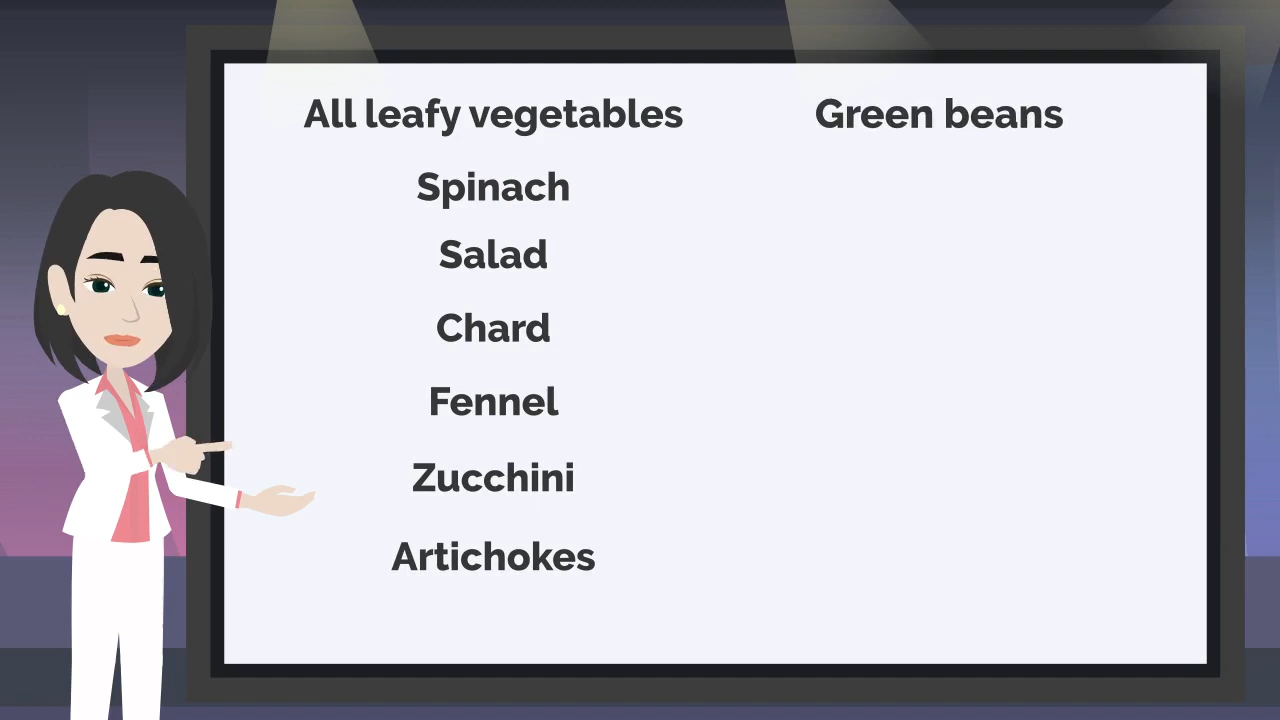 All leafy vegetables
Spinach
Salad
Chard
Fennel
Zucchini
Artichokes
Green beans